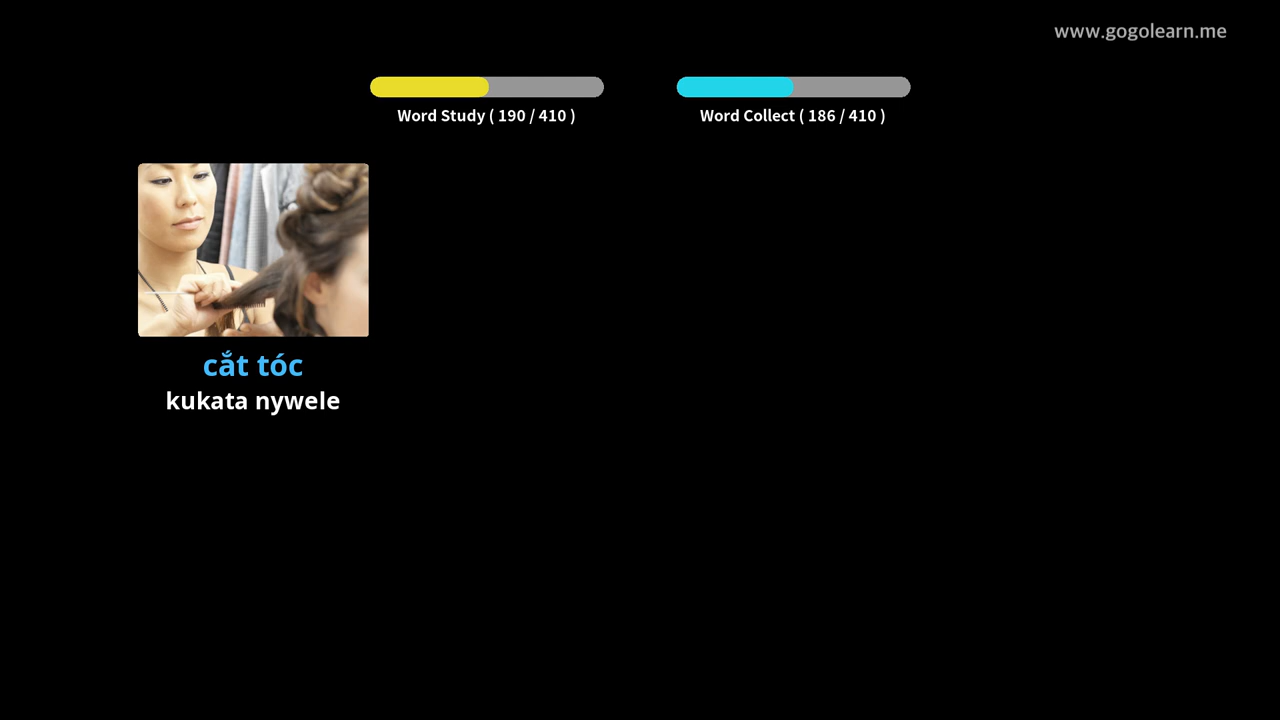 www.gogolearn.me
Word Study ( 190 / 410 )
Word Collect ( 186 / 410 )
cắt tóc
kukata nywele